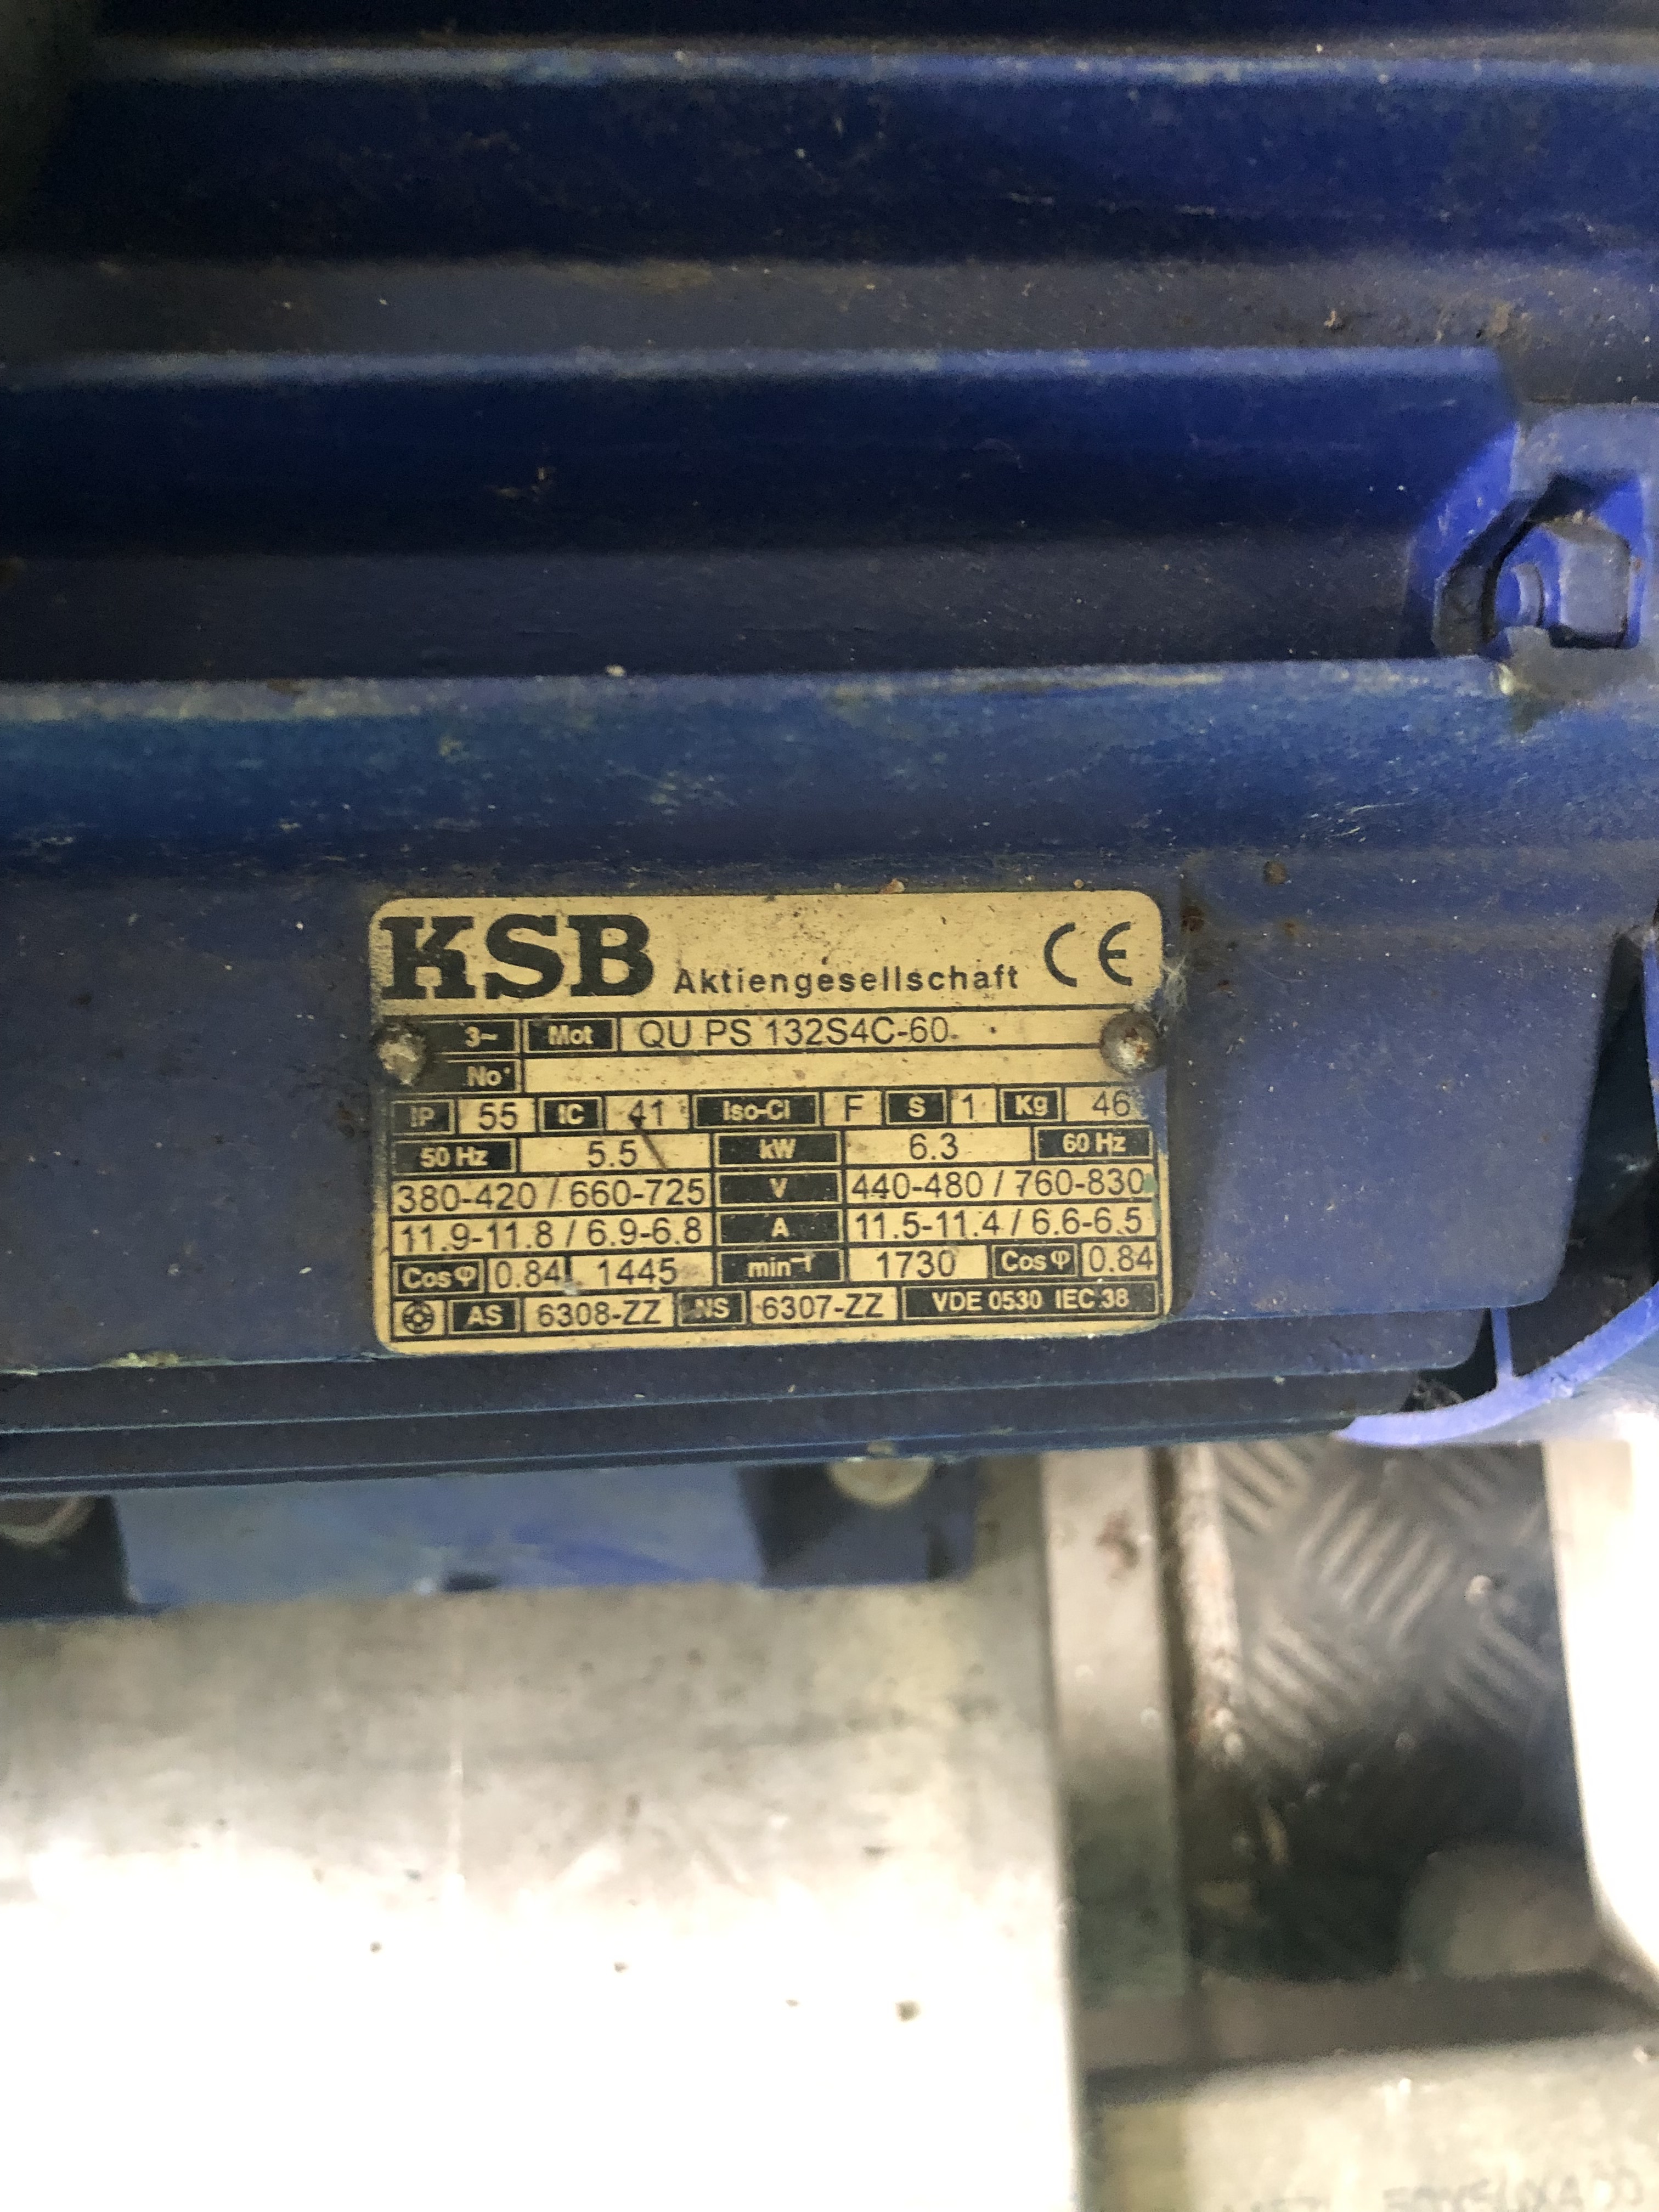 KSB Aktiengesellschaft CE
3~ Mot QU PS 132S4C-60
No
IP 55 IC 41 Iso-Cl F S 1 Kg 46
50 Hz 5.5 kW 6.3 60 Hz
380-420 / 660-725 V 440-480 / 760-830
11.9-11.8 / 6.9-6.8 A 11.5-11.4 / 6.6-6.5
Cos φ 0.84 1445 min⁻¹ 1730 Cos φ 0.84
AS 6308-ZZ NS 6307-ZZ VDE 0530 IEC 38